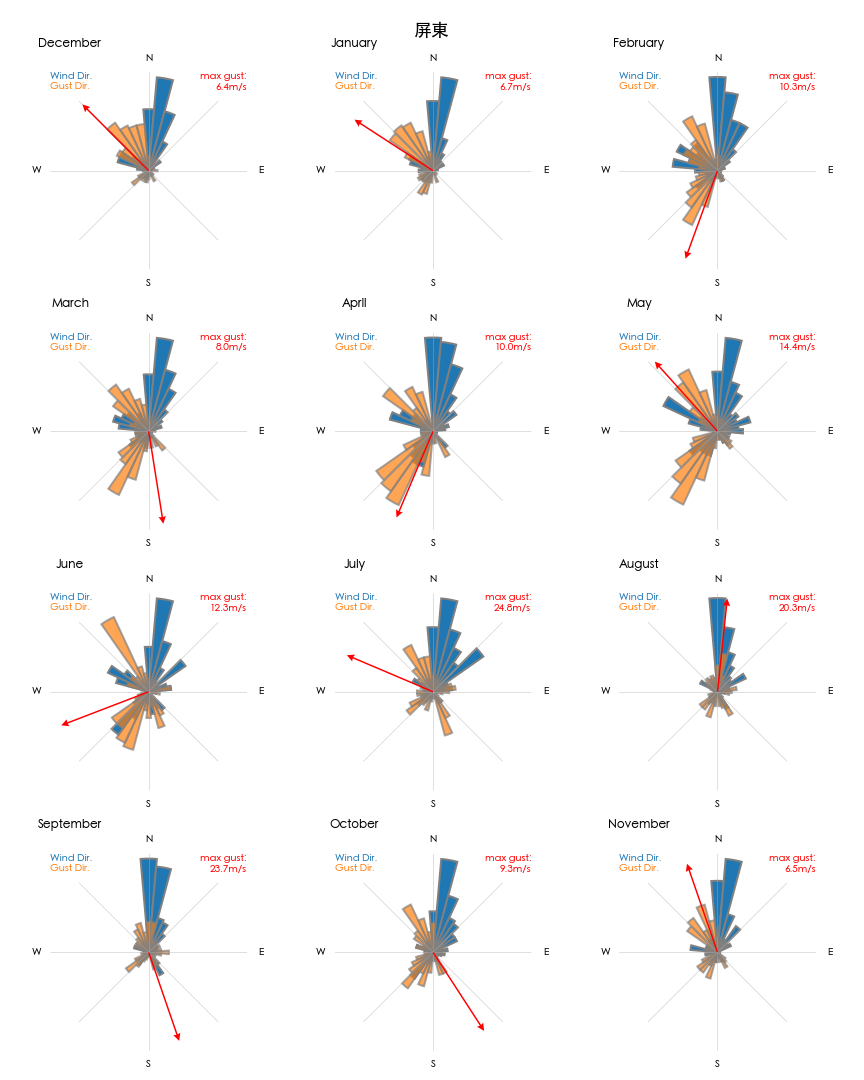 屏東
December
N
Wind Dir.
Gust Dir.
max gust:
6.4m/s
W
E
S
January
N
Wind Dir.
Gust Dir.
max gust:
6.7m/s
W
E
S
February
N
Wind Dir.
Gust Dir.
max gust:
10.3m/s
W
E
S
March
N
Wind Dir.
Gust Dir.
max gust:
8.0m/s
W
E
S
April
N
Wind Dir.
Gust Dir.
max gust:
10.0m/s
W
E
S
May
N
Wind Dir.
Gust Dir.
max gust:
14.4m/s
W
E
S
June
N
Wind Dir.
Gust Dir.
max gust:
12.3m/s
W
E
S
July
N
Wind Dir.
Gust Dir.
max gust:
24.8m/s
W
E
S
August
N
Wind Dir.
Gust Dir.
max gust:
20.3m/s
W
E
S
September
N
Wind Dir.
Gust Dir.
max gust:
23.7m/s
W
E
S
October
N
Wind Dir.
Gust Dir.
max gust:
9.3m/s
W
E
S
November
N
Wind Dir.
Gust Dir.
max gust:
6.5m/s
W
E
S